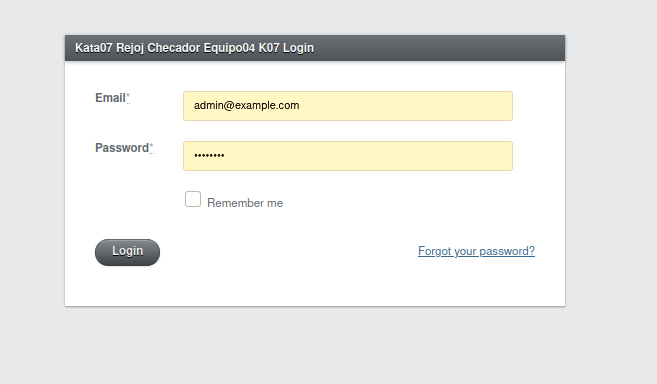 Kata07 Rejoj Checador Equipo04 K07 Login
Email*
admin@example.com
Password*
••••••••
Remember me
Login
Forgot your password?